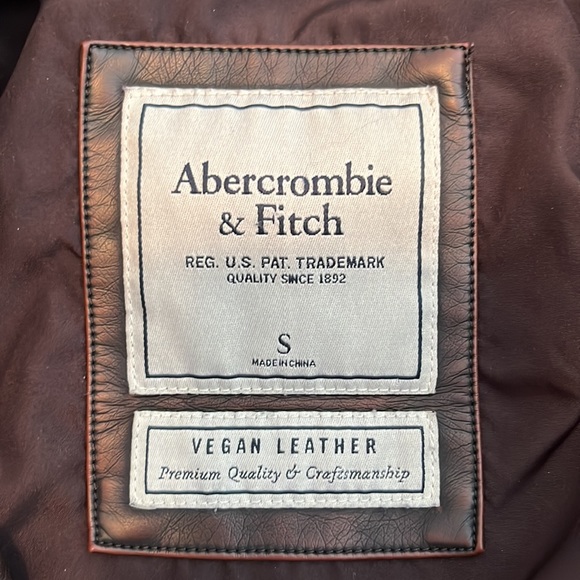 Abercrombie
& Fitch
REG. U.S. PAT. TRADEMARK
QUALITY SINCE 1892
S
MADE IN CHINA
VEGAN LEATHER
Premium Quality & Craftsmanship